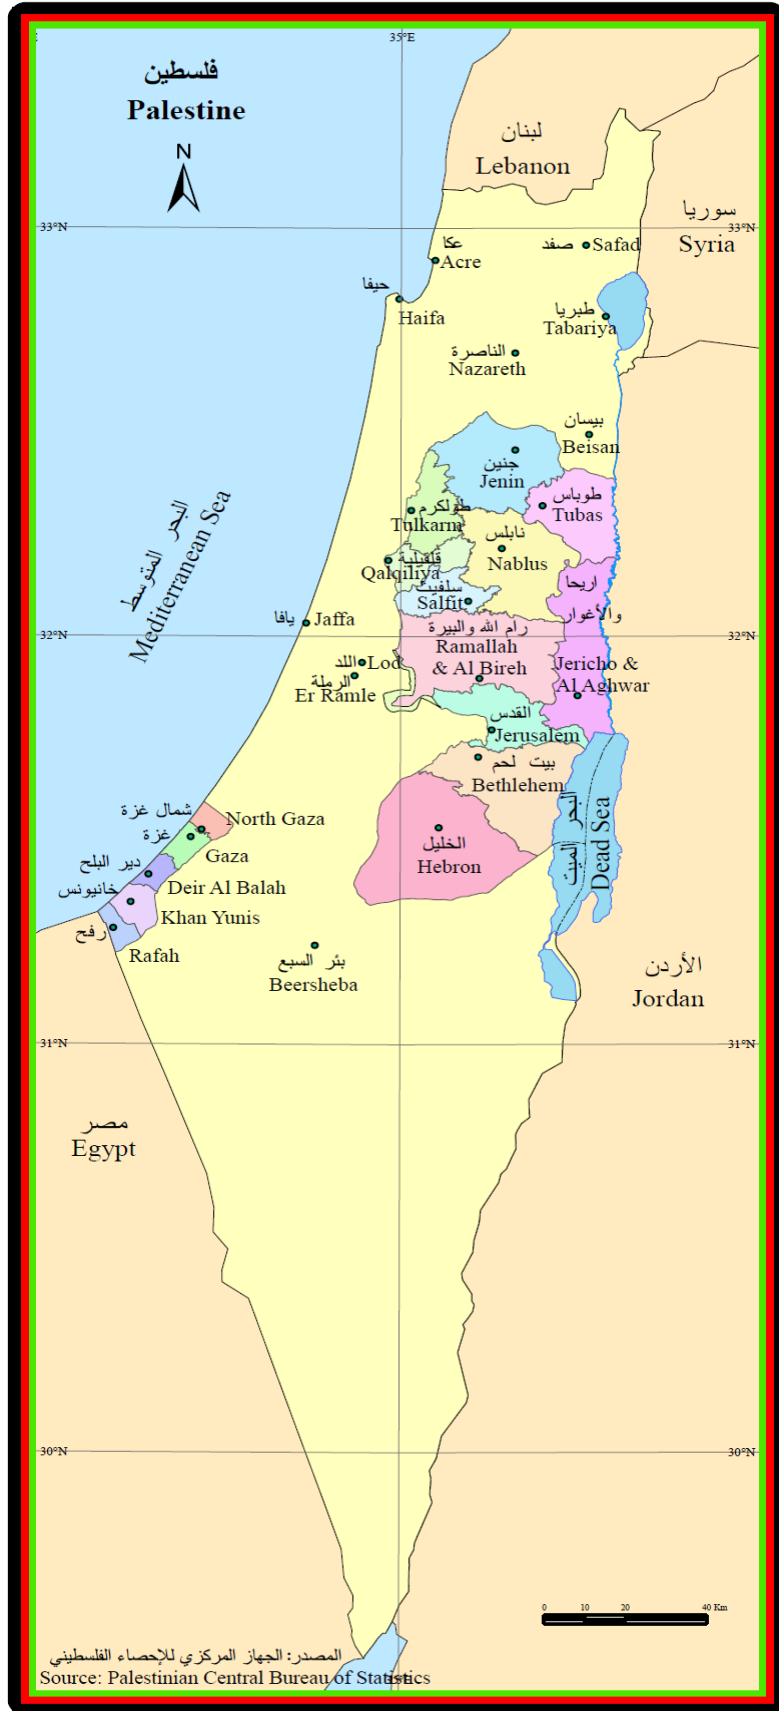 35°E
فلسطين
Palestine
N
لبنان
Lebanon
سوريا
Syria
33°N
33°N
عكا
Acre
صفد Safad
حيفا
Haifa
طبريا
Tabariya
الناصرة
Nazareth
بيسان
Beisan
جنين
Jenin
طوباس
Tubas
طولكرم
Tulkarm
نابلس
Nablus
قلقيلية
Qalqiliya
سلفيت
Salfit
اريحا
والأغوار
Jericho &
Al Aghwar
البحر المتوسط
Mediterranean Sea
يافا Jaffa
32°N
32°N
رام الله والبيرة
Ramallah
& Al Bireh
اللد Lod
الرملة
Er Ramle
القدس
Jerusalem
بيت لحم
Bethlehem
البحر الميت
Dead Sea
الخليل
Hebron
شمال غزة
North Gaza
غزة
Gaza
دير البلح
Deir Al Balah
خانيونس
Khan Yunis
رفح
Rafah
بئر السبع
Beersheba
الأردن
Jordan
31°N
31°N
مصر
Egypt
30°N
30°N
0 10 20 40 Km
المصدر: الجهاز المركزي للإحصاء الفلسطيني
Source: Palestinian Central Bureau of Statistics